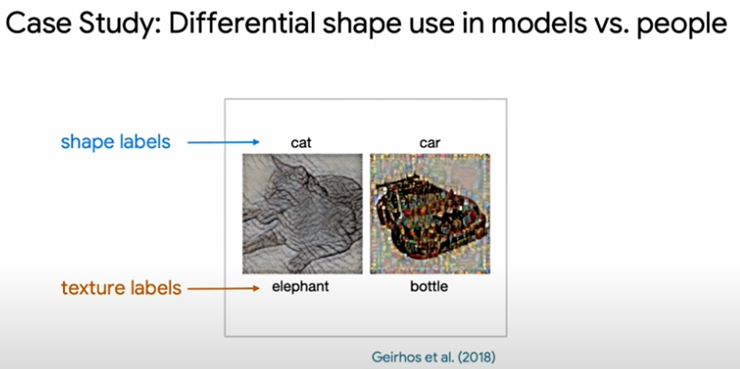 Case Study: Differential shape use in models vs. people
shape labels
cat
car
texture labels
elephant
bottle
Geirhos et al. (2018)